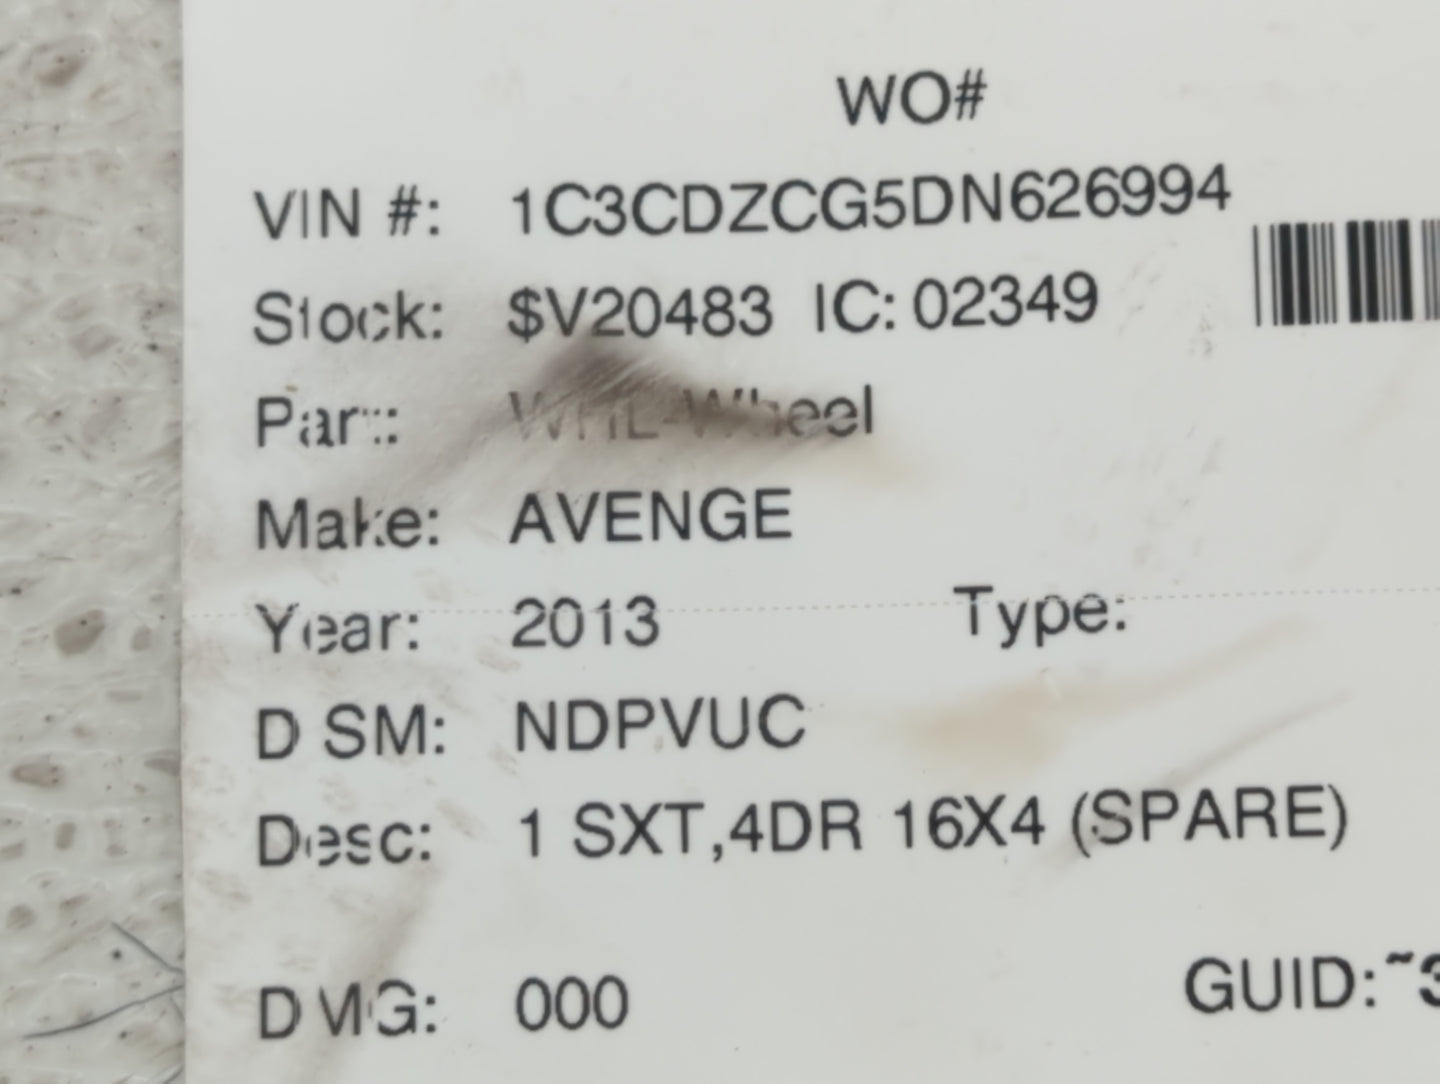 WO#
VIN #: 1C3CDZCG5DN626994
Stock: $V20483 IC: 02349
Part: WHL-Wheel
Make: AVENGE
Year: 2013 Type:
D SM: NDPVUC
Desc: 1 SXT,4DR 16X4 (SPARE)
DMG: 000 GUID:~3